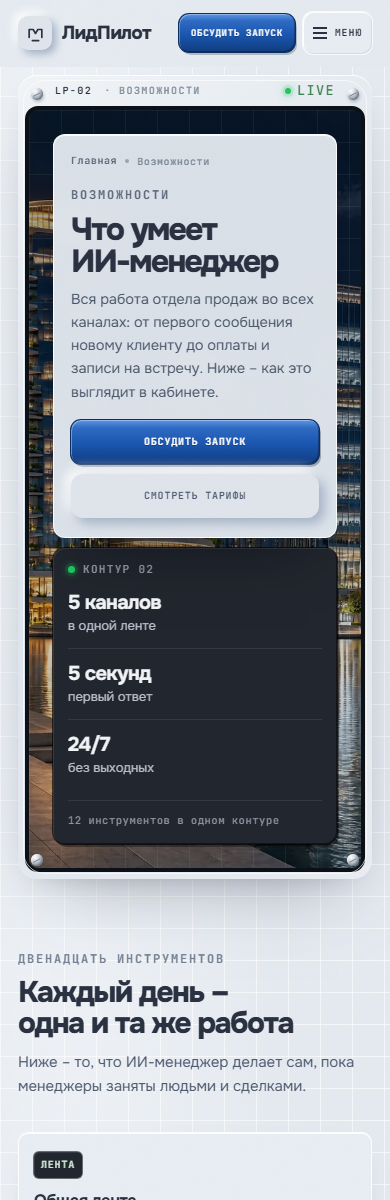 ЛидПилот
ОБСУДИТЬ ЗАПУСК
МЕНЮ
LP-02 · ВОЗМОЖНОСТИ
LIVE
Главная • Возможности
ВОЗМОЖНОСТИ
Что умеет
ИИ-менеджер
Вся работа отдела продаж во всех
каналах: от первого сообщения
новому клиенту до оплаты и
записи на встречу. Ниже – как это
выглядит в кабинете.
ОБСУДИТЬ ЗАПУСК
СМОТРЕТЬ ТАРИФЫ
КОНТУР 02
5 каналов
в одной ленте
5 секунд
первый ответ
24/7
без выходных
12 инструментов в одном контуре
ДВЕНАДЦАТЬ ИНСТРУМЕНТОВ
Каждый день –
одна и та же работа
Ниже – то, что ИИ-менеджер делает сам, пока
менеджеры заняты людьми и сделками.
ЛЕНТА
Общая лента